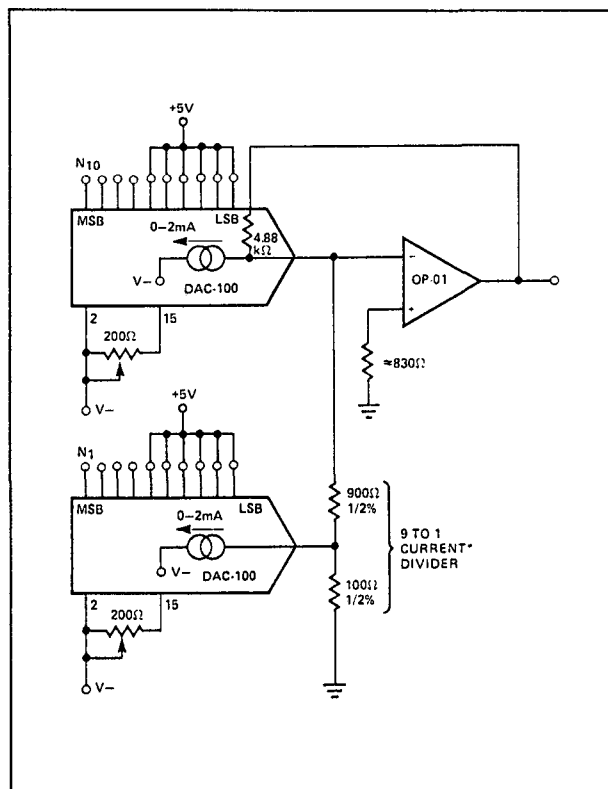 +5V
N10
MSB
0–2mA
LSB
4.88
kΩ
V–
DAC-100
2
15
200Ω
V–
OP-01
–
+
≈830Ω
+5V
N1
MSB
0–2mA
LSB
V–
DAC-100
2
15
200Ω
V–
900Ω
1/2%
100Ω
1/2%
9 TO 1
CURRENT*
DIVIDER